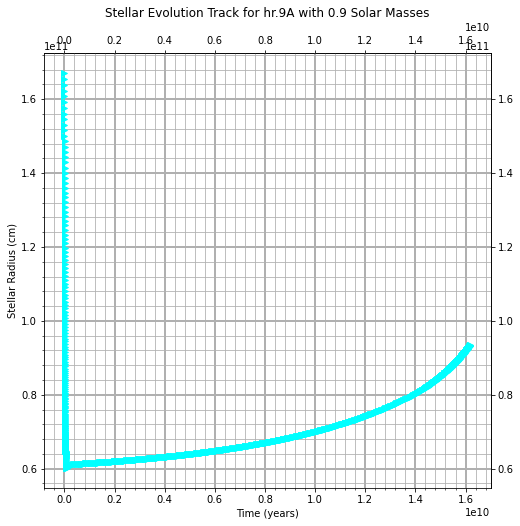 Stellar Evolution Track for hr.9A with 0.9 Solar Masses
1e10
0.0 0.2 0.4 0.6 0.8 1.0 1.2 1.4 1.6
1e11 1e11
1.6 1.6
1.4 1.4
1.2 1.2
Stellar Radius (cm)
1.0 1.0
0.8 0.8
0.6 0.6
0.0 0.2 0.4 0.6 0.8 1.0 1.2 1.4 1.6
Time (years) 1e10